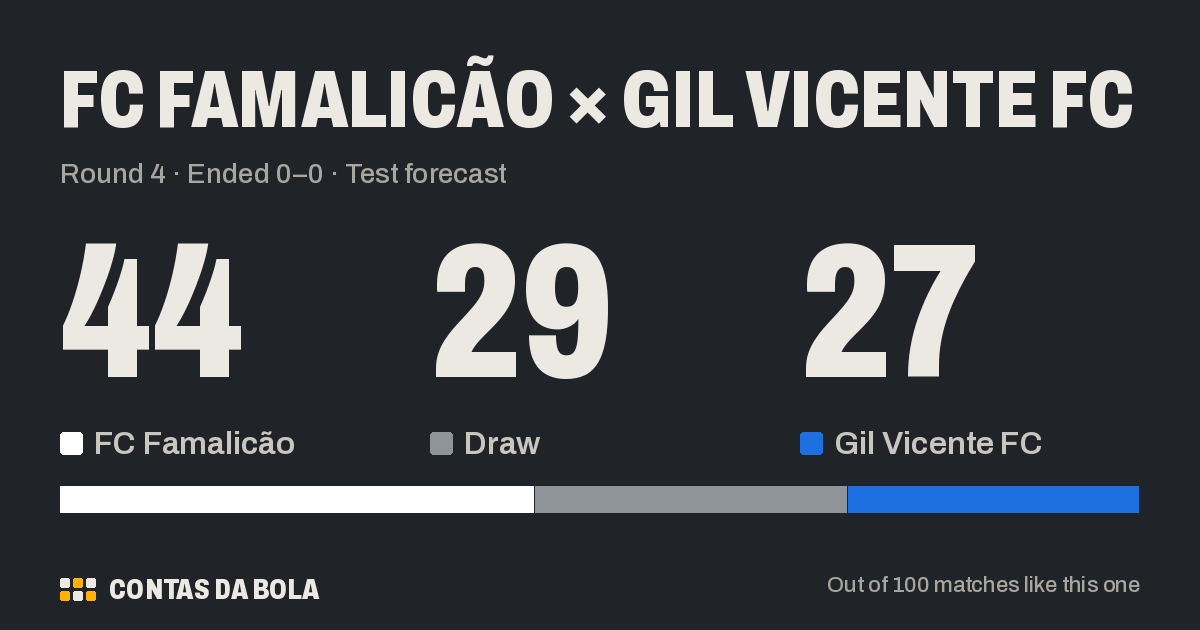 FC FAMALICÃO × GIL VICENTE FC
Round 4 · Ended 0–0 · Test forecast
44 29 27
FC Famalicão Draw Gil Vicente FC
CONTAS DA BOLA Out of 100 matches like this one